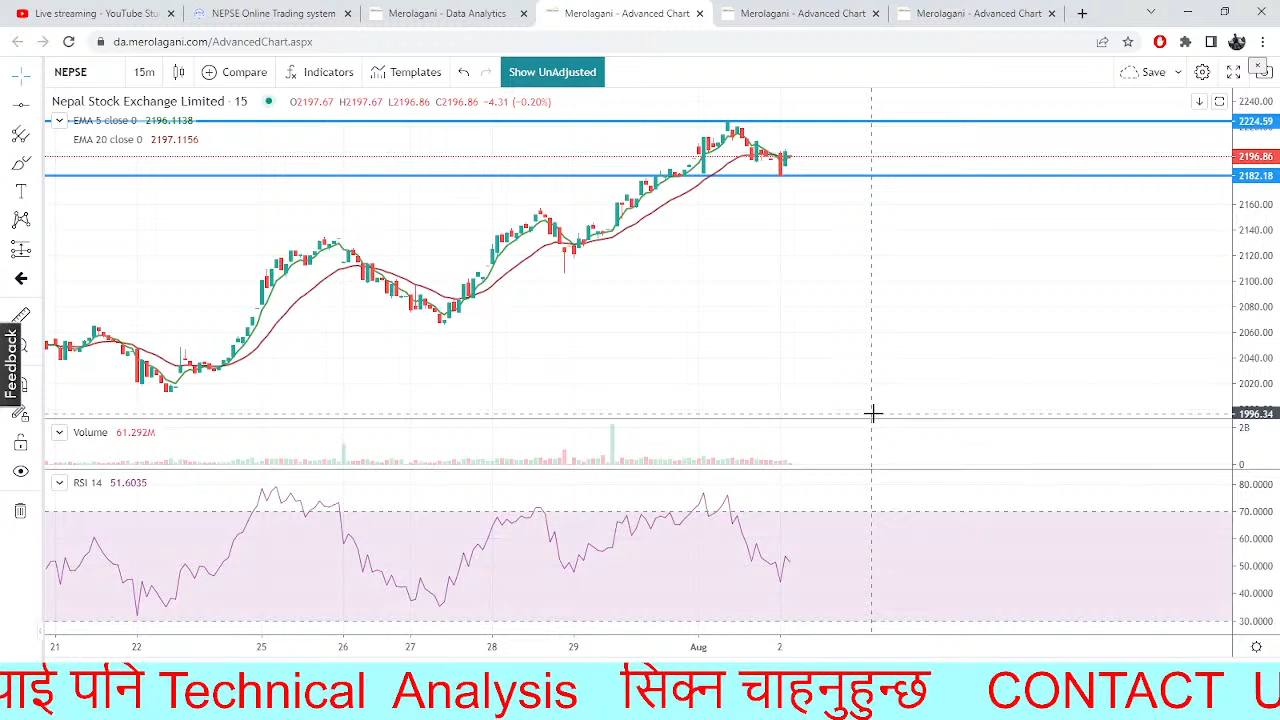 Live streaming - YouTube Stu
NEPSE Online Trading system
Merolagani - Data Analytics
Merolagani - Advanced Chart
Merolagani - Advanced Chart
Merolagani - Advanced Chart
da.merolagani.com/AdvancedChart.aspx
NEPSE 15m Compare Indicators Templates Show UnAdjusted Save
Nepal Stock Exchange Limited · 15 O2197.67 H2197.67 L2196.86 C2196.86 −4.31 (−0.20%)
EMA 5 close 0 2196.1138
EMA 20 close 0 2197.1156
2240.00
2224.59
2196.86
2182.18
2160.00
2140.00
2120.00
2100.00
2080.00
2060.00
2040.00
2020.00
1996.34
Feedback
Volume 61.292M
2B
0
RSI 14 51.6035
80.0000
70.0000
60.0000
50.0000
40.0000
30.0000
21 22 25 26 27 28 29 Aug 2
पाई पनि Technical Analysis सिक्न चाहनुहुन्छ CONTACT U